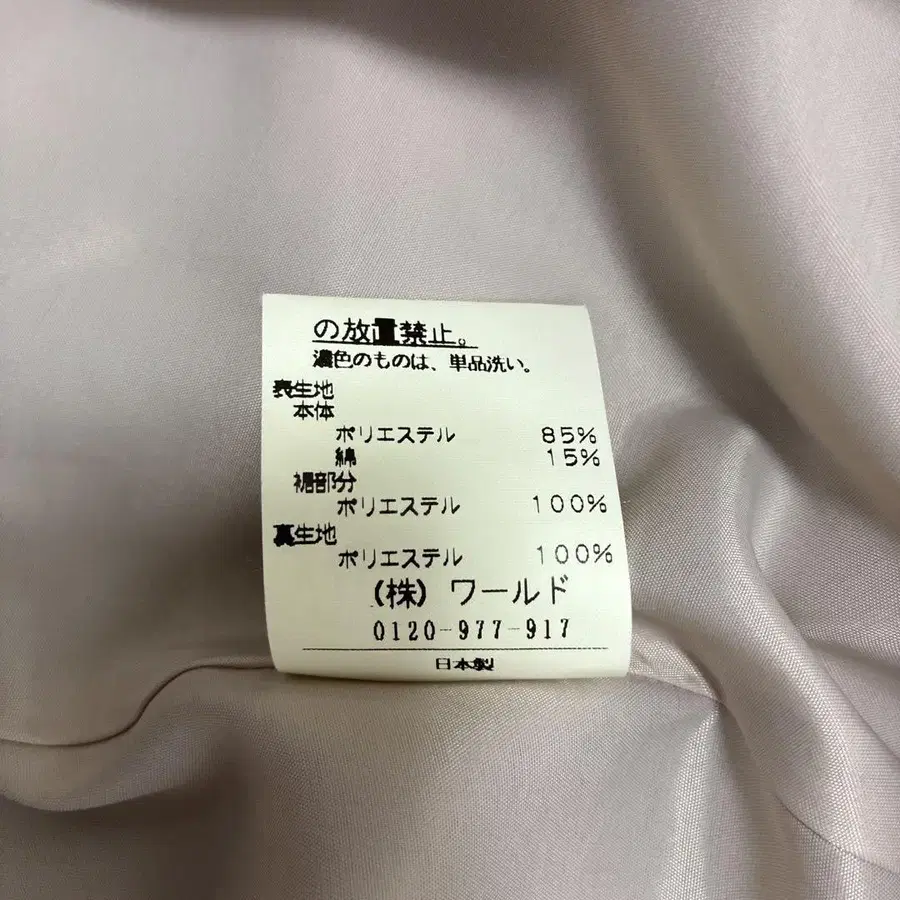 の放置禁止。
濃色のものは、単品洗い。
表生地
本体
ポリエステル 85%
綿 15%
裾部分
ポリエステル 100%
裏生地
ポリエステル 100%
(株) ワールド
0120-977-917
日本製